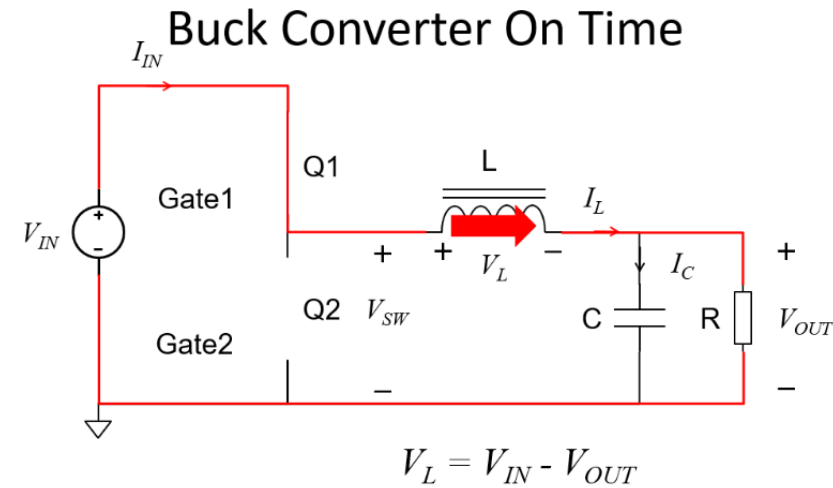 Buck Converter On Time
I_IN
Q1
L
Gate1
I_L
V_IN
+
-
+
+
V_L
−
I_C
+
Q2
V_SW
C
R
V_OUT
Gate2
−
−
V_L = V_IN - V_OUT